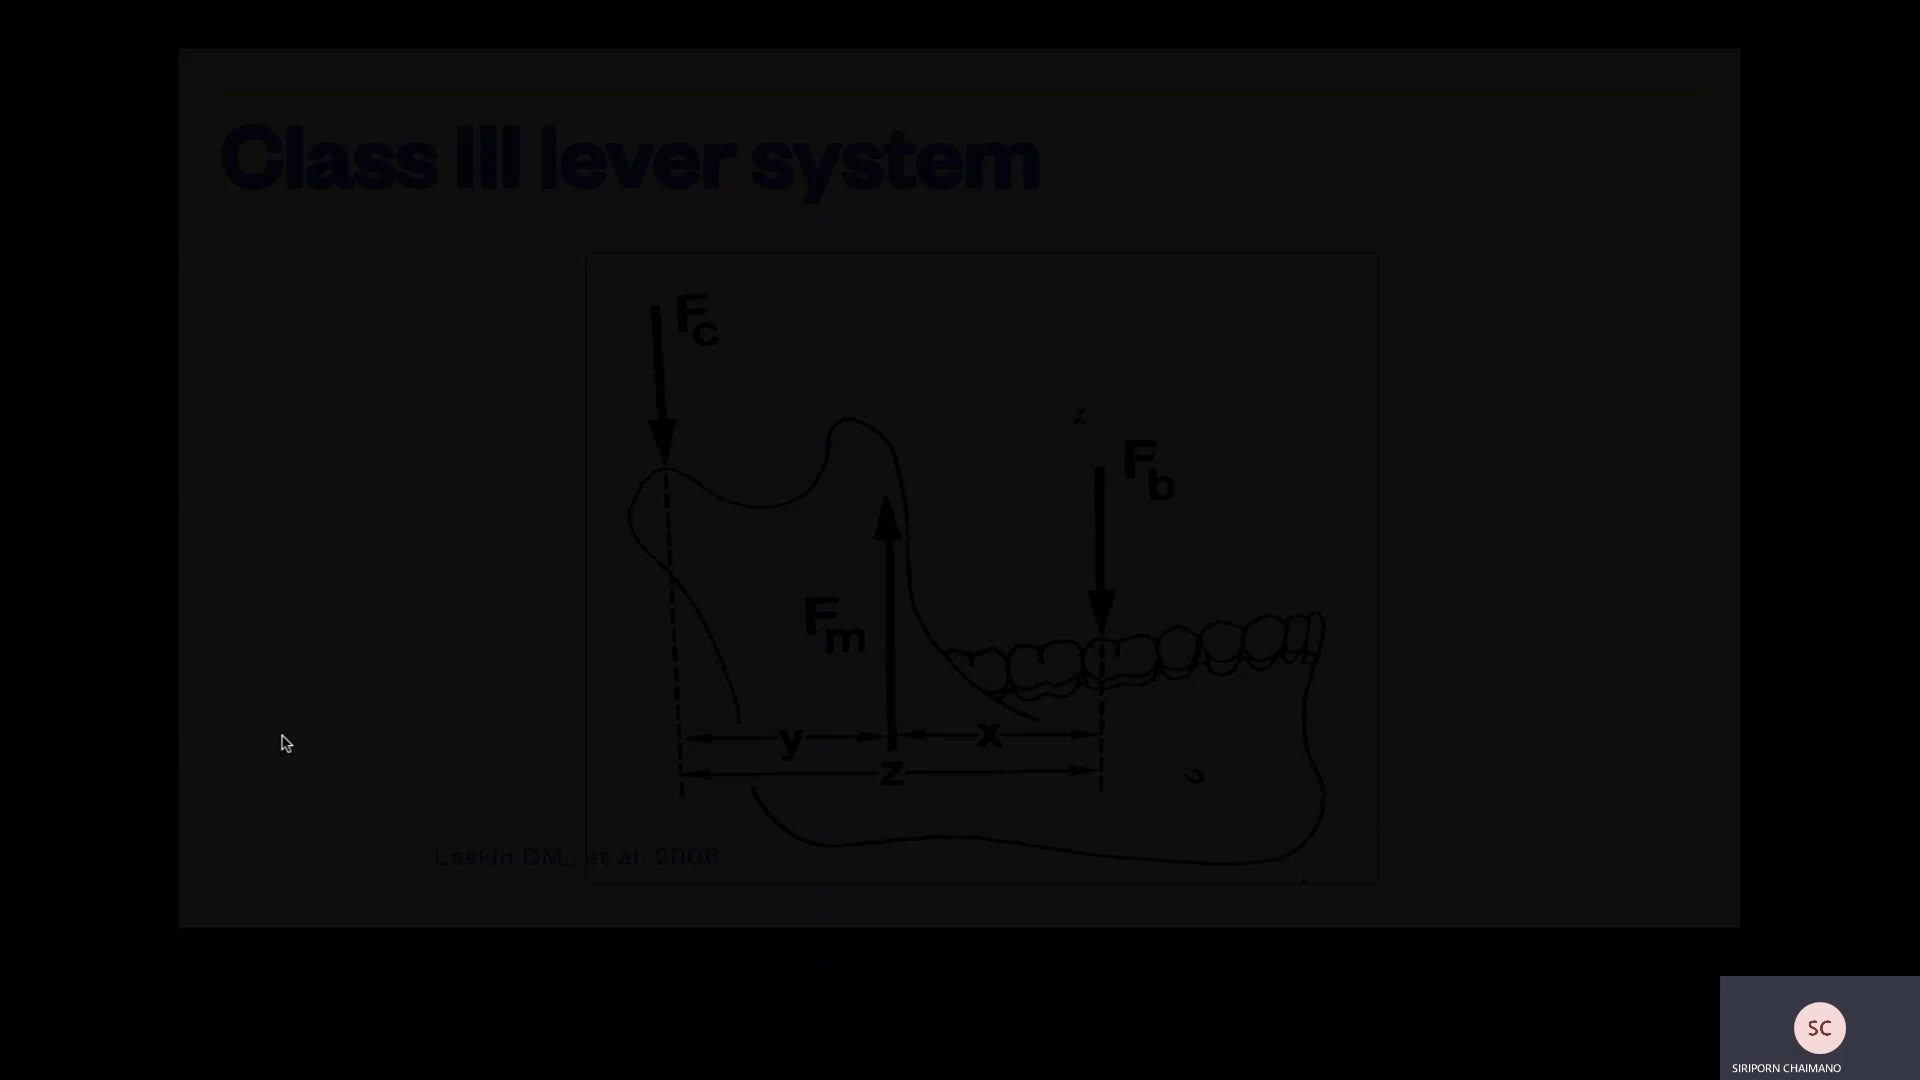 Class III lever system
Fc
z
Fb
Fm
y
x
z
Laskin DM., et al. 2006
SC
SIRIPORN CHAIMANO